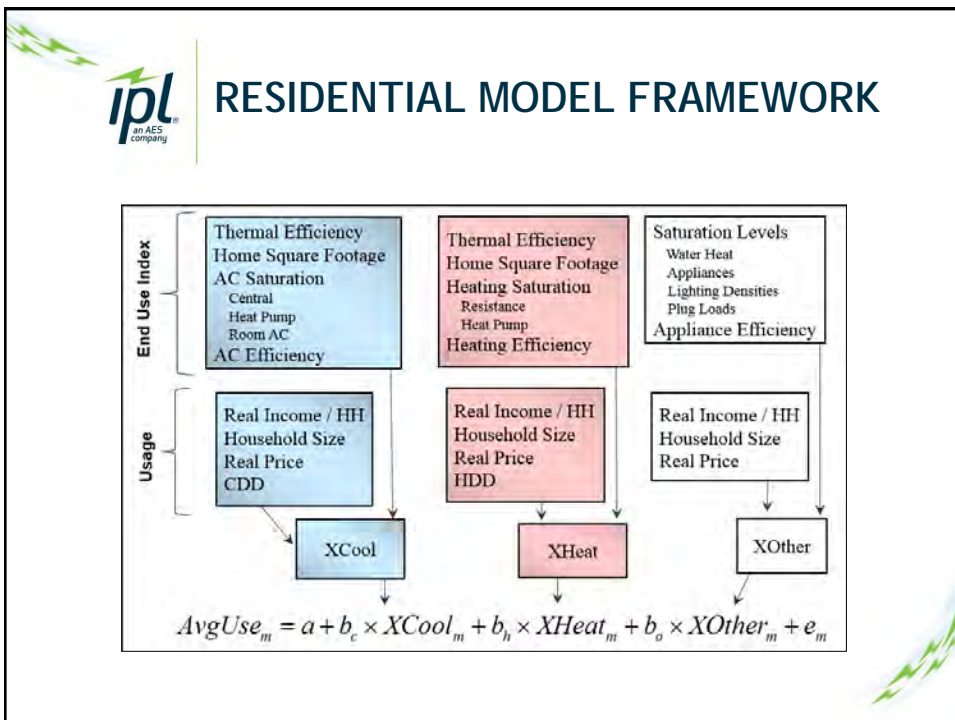 ipl®
an AES
company
RESIDENTIAL MODEL FRAMEWORK
End Use Index
Thermal Efficiency
Home Square Footage
AC Saturation
Central
Heat Pump
Room AC
AC Efficiency
Thermal Efficiency
Home Square Footage
Heating Saturation
Resistance
Heat Pump
Heating Efficiency
Saturation Levels
Water Heat
Appliances
Lighting Densities
Plug Loads
Appliance Efficiency
Usage
Real Income / HH
Household Size
Real Price
CDD
Real Income / HH
Household Size
Real Price
HDD
Real Income / HH
Household Size
Real Price
XCool
XHeat
XOther
AvgUse_m = a + b_c × XCool_m + b_h × XHeat_m + b_o × XOther_m + e_m